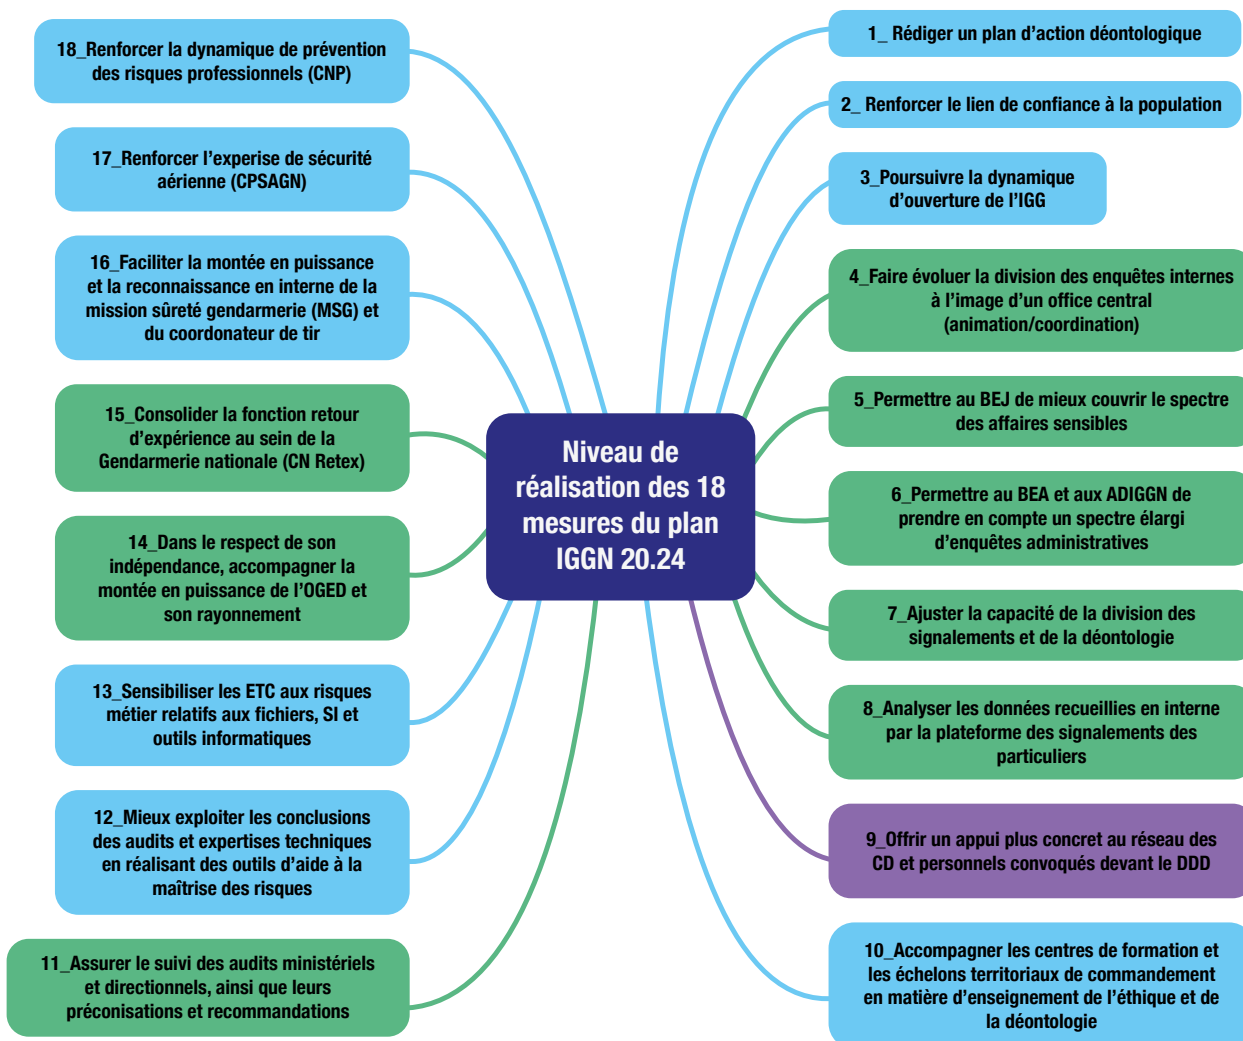 Niveau de
réalisation des 18
mesures du plan
IGGN 20.24
1_ Rédiger un plan d'action déontologique
2_ Renforcer le lien de confiance à la population
3_Poursuivre la dynamique
d'ouverture de l'IGG
4_Faire évoluer la division des enquêtes internes
à l'image d'un office central
(animation/coordination)
5_Permettre au BEJ de mieux couvrir le spectre
des affaires sensibles
6_Permettre au BEA et aux ADIGGN de
prendre en compte un spectre élargi
d'enquêtes administratives
7_Ajuster la capacité de la division des
signalements et de la déontologie
8_Analyser les données recueillies en interne
par la plateforme des signalements des
particuliers
9_Offrir un appui plus concret au réseau des
CD et personnels convoqués devant le DDD
10_Accompagner les centres de formation et
les échelons territoriaux de commandement
en matière d'enseignement de l'éthique et de
la déontologie
11_Assurer le suivi des audits ministériels
et directionnels, ainsi que leurs
préconisations et recommandations
12_Mieux exploiter les conclusions
des audits et expertises techniques
en réalisant des outils d'aide à la
maîtrise des risques
13_Sensibiliser les ETC aux risques
métier relatifs aux fichiers, SI et
outils informatiques
14_Dans le respect de son
indépendance, accompagner la
montée en puissance de l'OGED et
son rayonnement
15_Consolider la fonction retour
d'expérience au sein de la
Gendarmerie nationale (CN Retex)
16_Faciliter la montée en puissance
et la reconnaissance en interne de la
mission sûreté gendarmerie (MSG) et
du coordonateur de tir
17_Renforcer l'experise de sécurité
aérienne (CPSAGN)
18_Renforcer la dynamique de prévention
des risques professionnels (CNP)